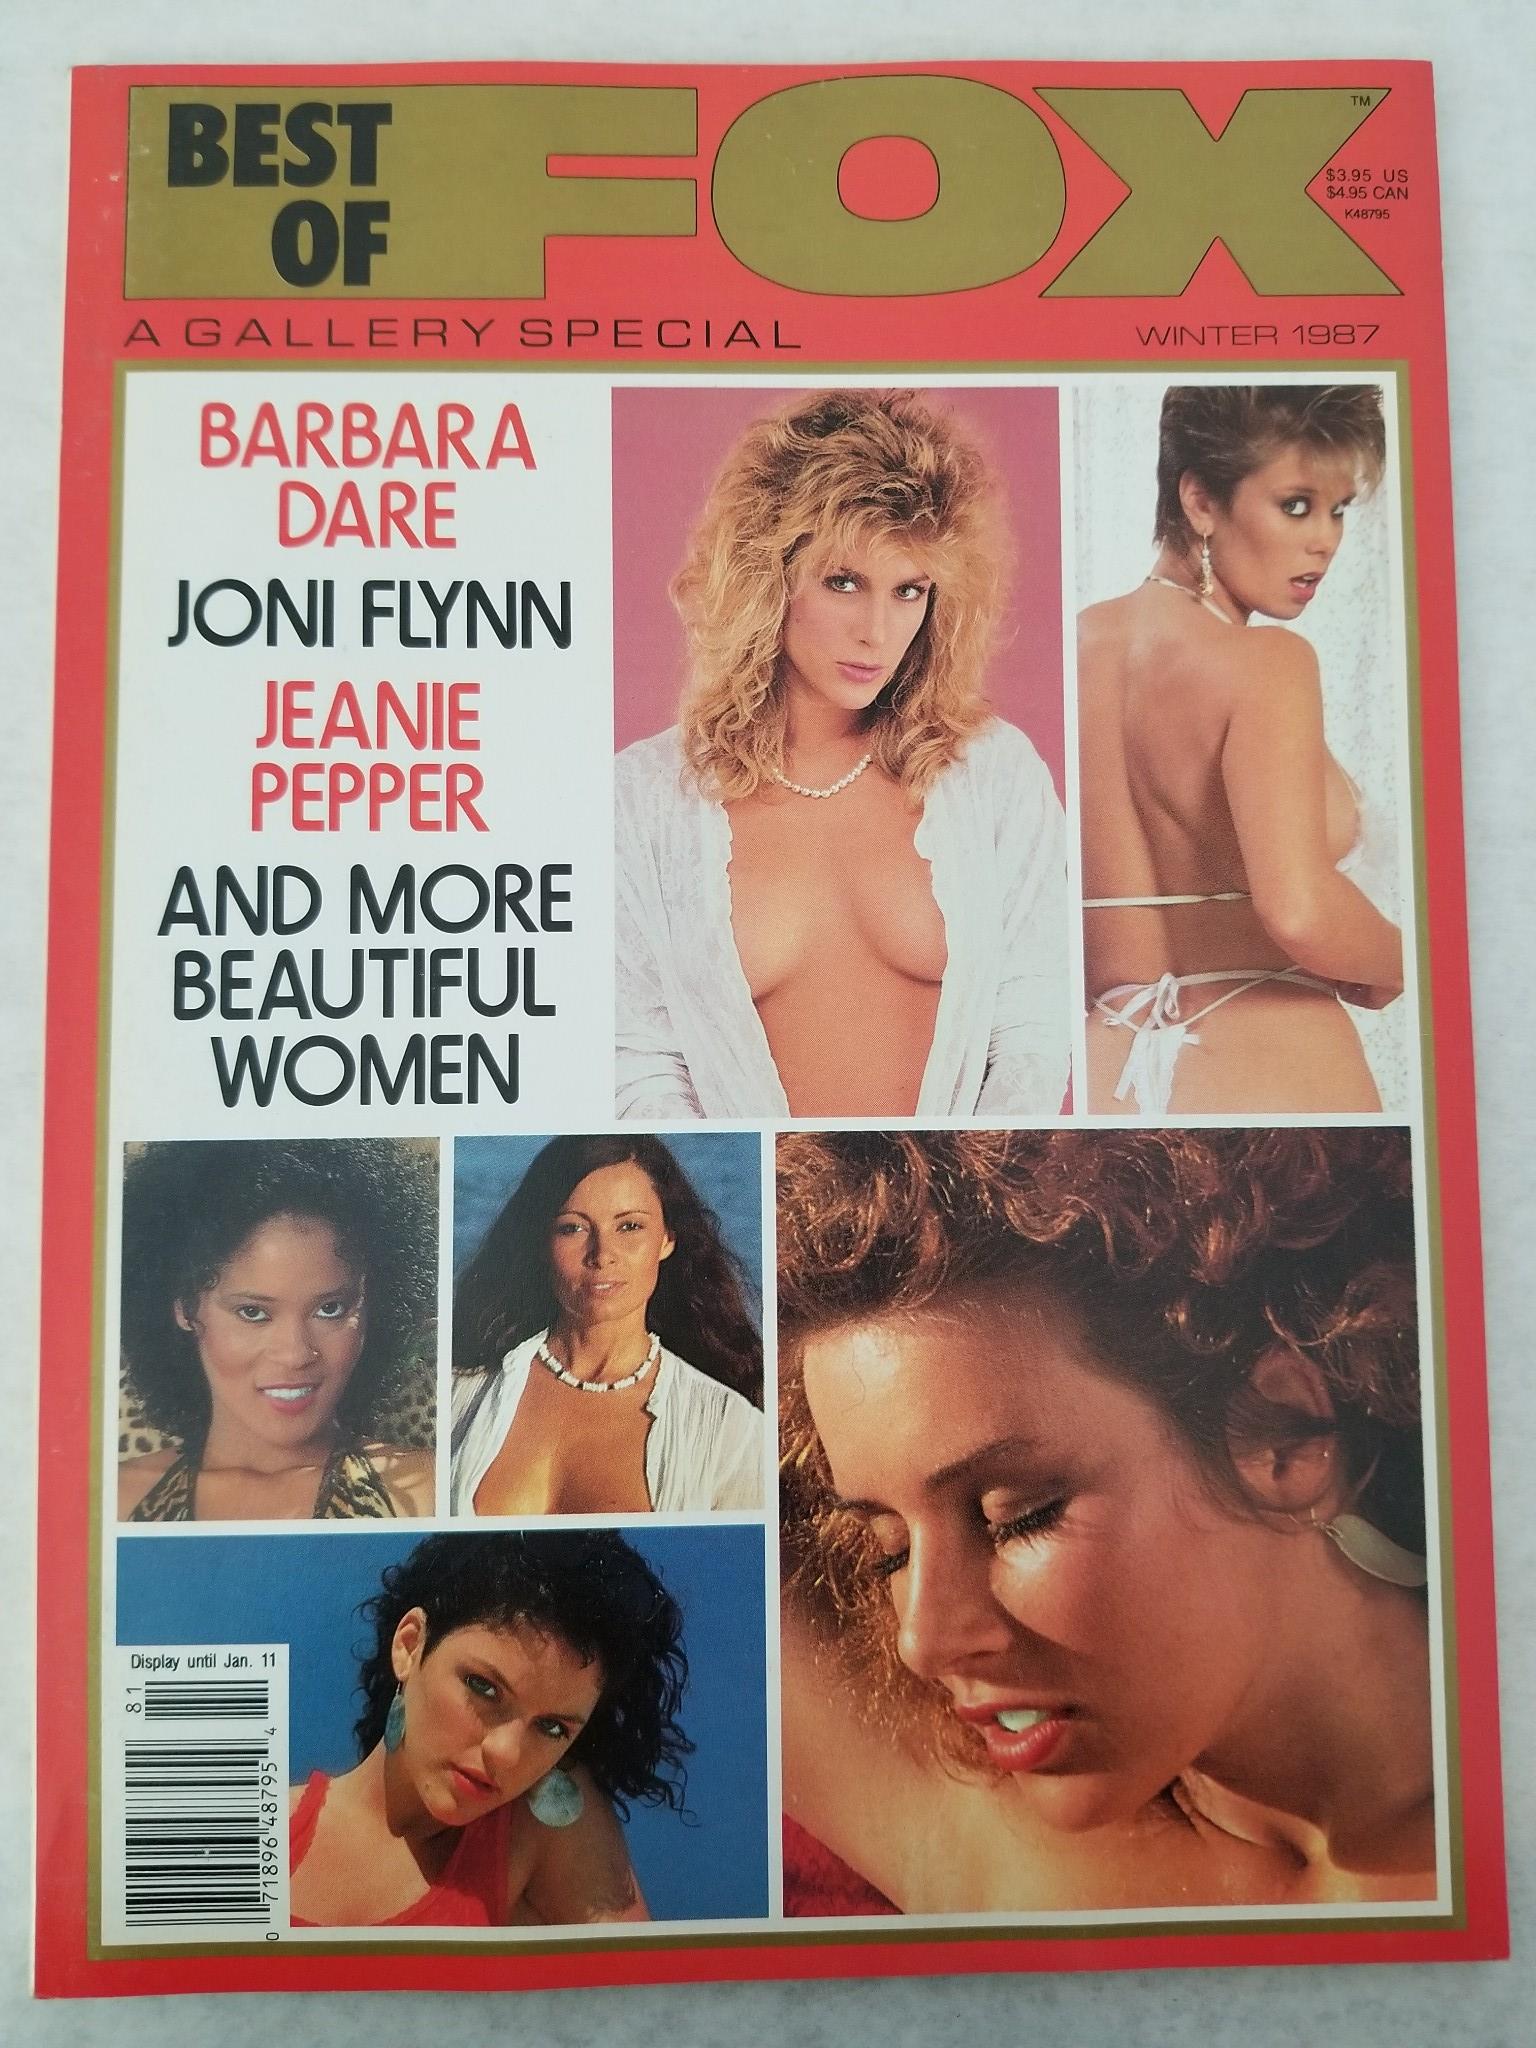 BEST
OF
FOX
TM
$3.95 US
$4.95 CAN
K48795
A GALLERY SPECIAL
WINTER 1987
BARBARA
DARE
JONI FLYNN
JEANIE
PEPPER
AND MORE
BEAUTIFUL
WOMEN
Display until Jan. 11
81
0 71896 48795 4